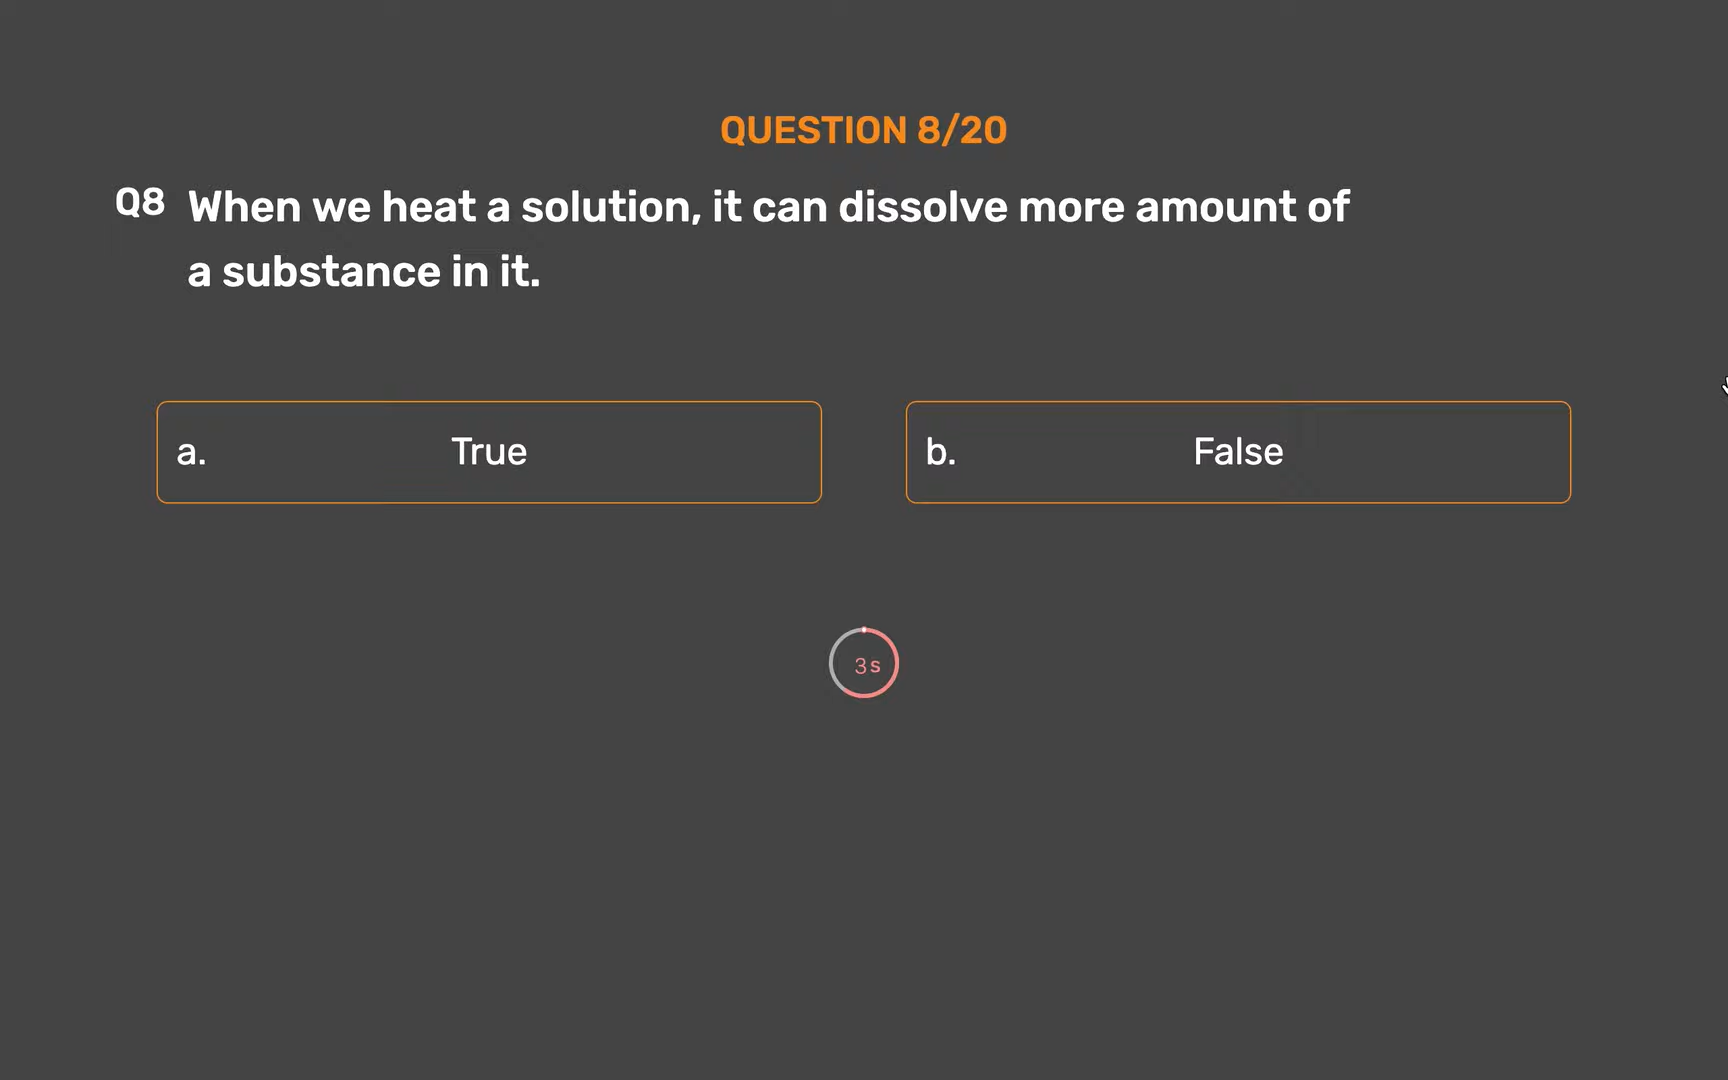 QUESTION 8/20
Q8 When we heat a solution, it can dissolve more amount of
a substance in it.
a. True
b. False
3s